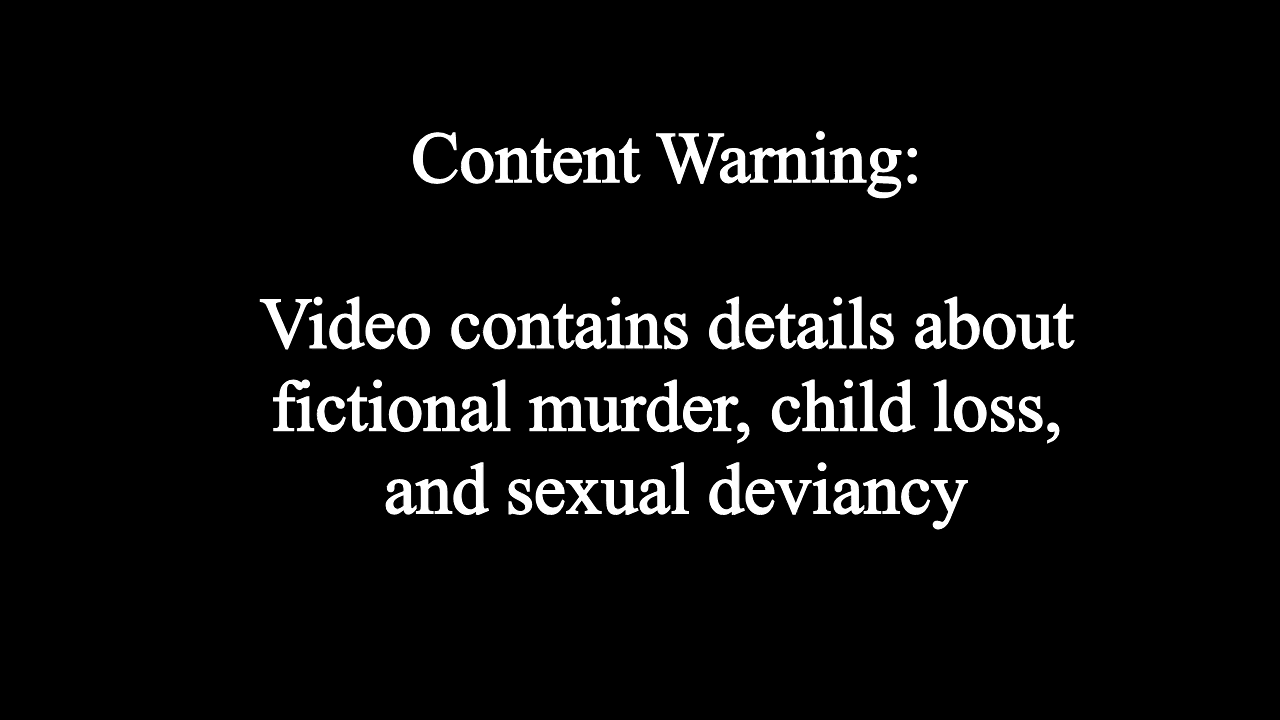 Content Warning:
Video contains details about
fictional murder, child loss,
and sexual deviancy